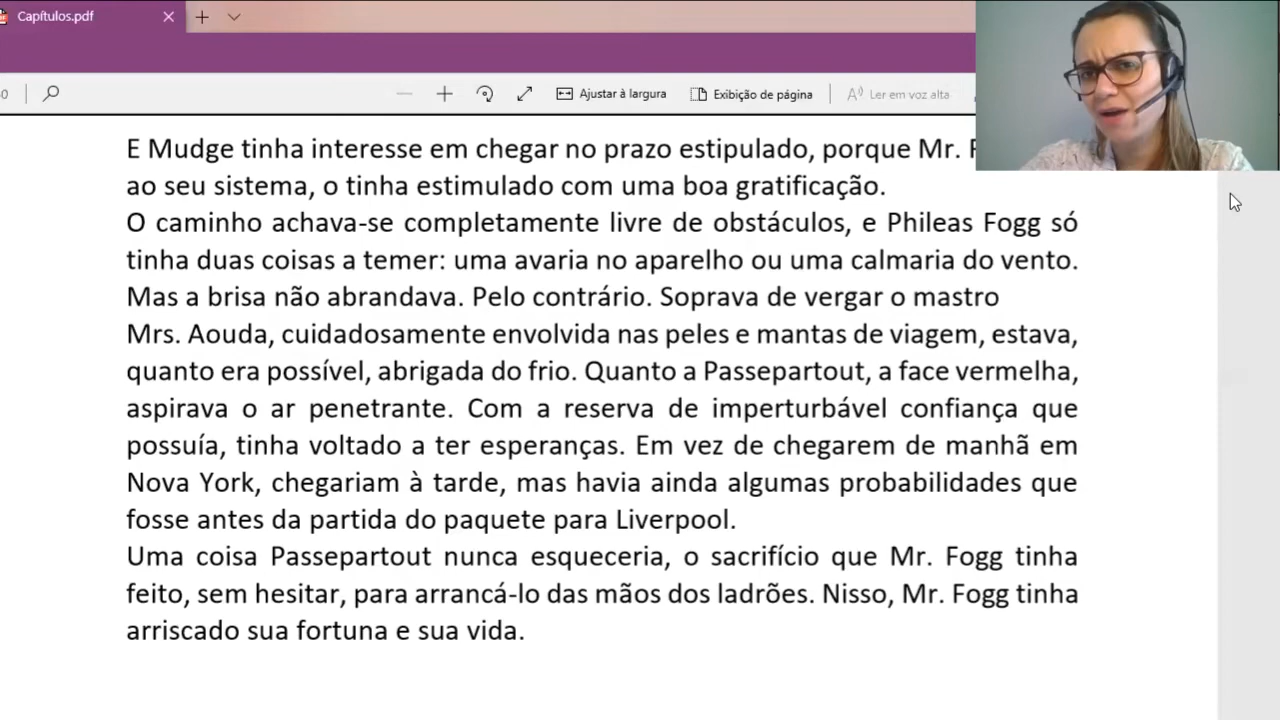 Capítulos.pdf
Ajustar à largura
Exibição de página
Ler em voz alta
E Mudge tinha interesse em chegar no prazo estipulado, porque Mr.
ao seu sistema, o tinha estimulado com uma boa gratificação.
O caminho achava-se completamente livre de obstáculos, e Phileas Fogg só
tinha duas coisas a temer: uma avaria no aparelho ou uma calmaria do vento.
Mas a brisa não abrandava. Pelo contrário. Soprava de vergar o mastro
Mrs. Aouda, cuidadosamente envolvida nas peles e mantas de viagem, estava,
quanto era possível, abrigada do frio. Quanto a Passepartout, a face vermelha,
aspirava o ar penetrante. Com a reserva de imperturbável confiança que
possuía, tinha voltado a ter esperanças. Em vez de chegarem de manhã em
Nova York, chegariam à tarde, mas havia ainda algumas probabilidades que
fosse antes da partida do paquete para Liverpool.
Uma coisa Passepartout nunca esqueceria, o sacrifício que Mr. Fogg tinha
feito, sem hesitar, para arrancá-lo das mãos dos ladrões. Nisso, Mr. Fogg tinha
arriscado sua fortuna e sua vida.